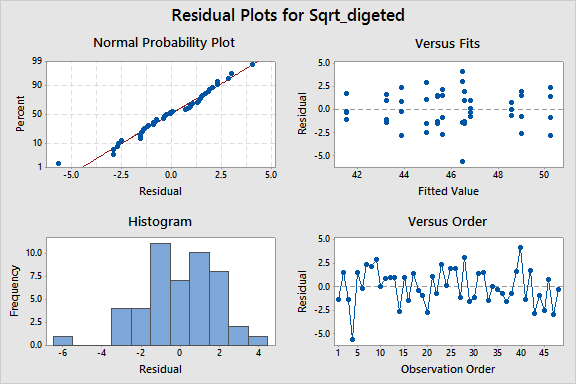 Residual Plots for Sqrt_digeted
Normal Probability Plot
Versus Fits
99
90
50
10
1
Percent
-5.0 -2.5 0.0 2.5 5.0
Residual
5.0
2.5
0.0
-2.5
-5.0
Residual
42 44 46 48 50
Fitted Value
Histogram
Versus Order
10.0
7.5
5.0
2.5
0.0
Frequency
-6 -4 -2 0 2 4
Residual
5.0
2.5
0.0
-2.5
-5.0
Residual
1 5 10 15 20 25 30 35 40 45
Observation Order